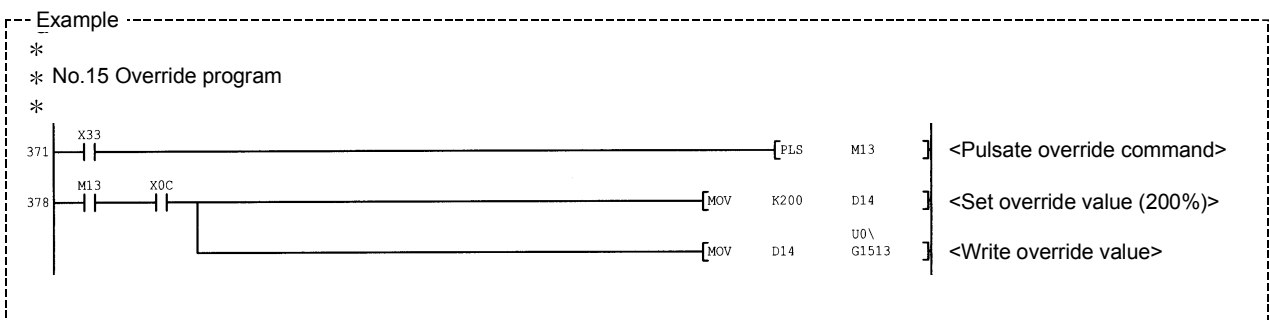 Example
*
* No.15 Override program
*
X33
371 [PLS M13 ] <Pulsate override command>
M13 X0C
378 [MOV K200 D14 ] <Set override value (200%)>
U0\
[MOV D14 G1513 ] <Write override value>